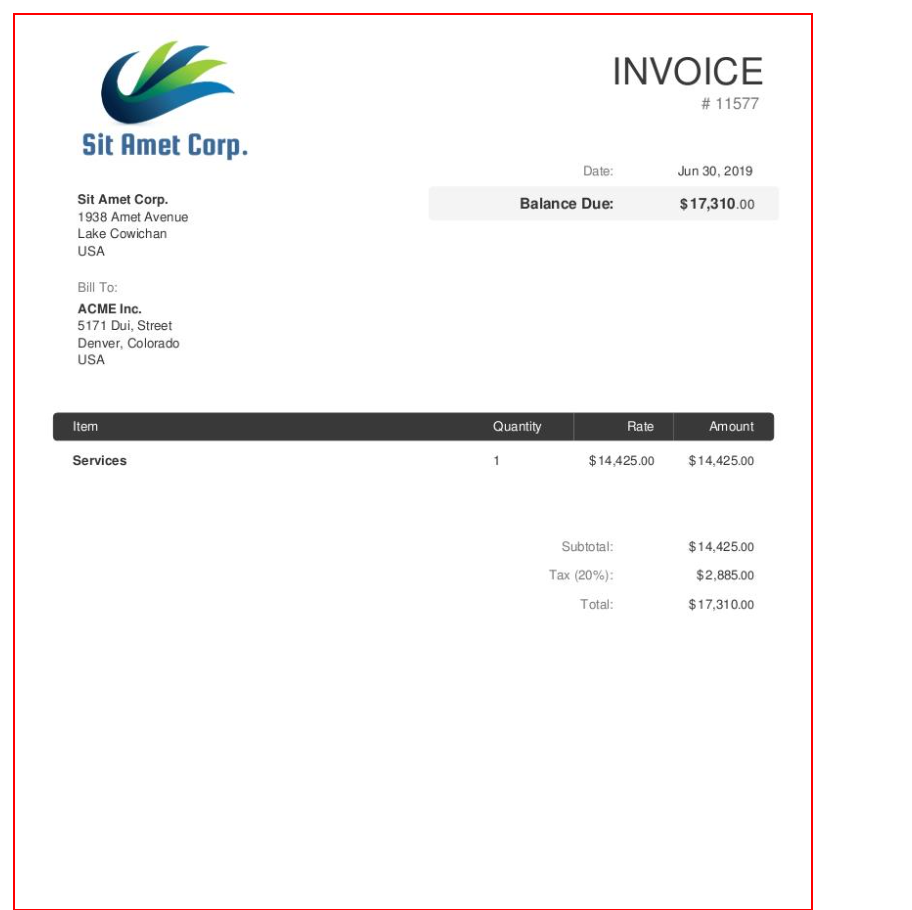 Sit Amet Corp.
INVOICE
# 11577
Date: Jun 30, 2019
Balance Due: $17,310.00
Sit Amet Corp.
1938 Amet Avenue
Lake Cowichan
USA
Bill To:
ACME Inc.
5171 Dui, Street
Denver, Colorado
USA
Item Quantity Rate Amount
Services 1 $14,425.00 $14,425.00
Subtotal: $14,425.00
Tax (20%): $2,885.00
Total: $17,310.00